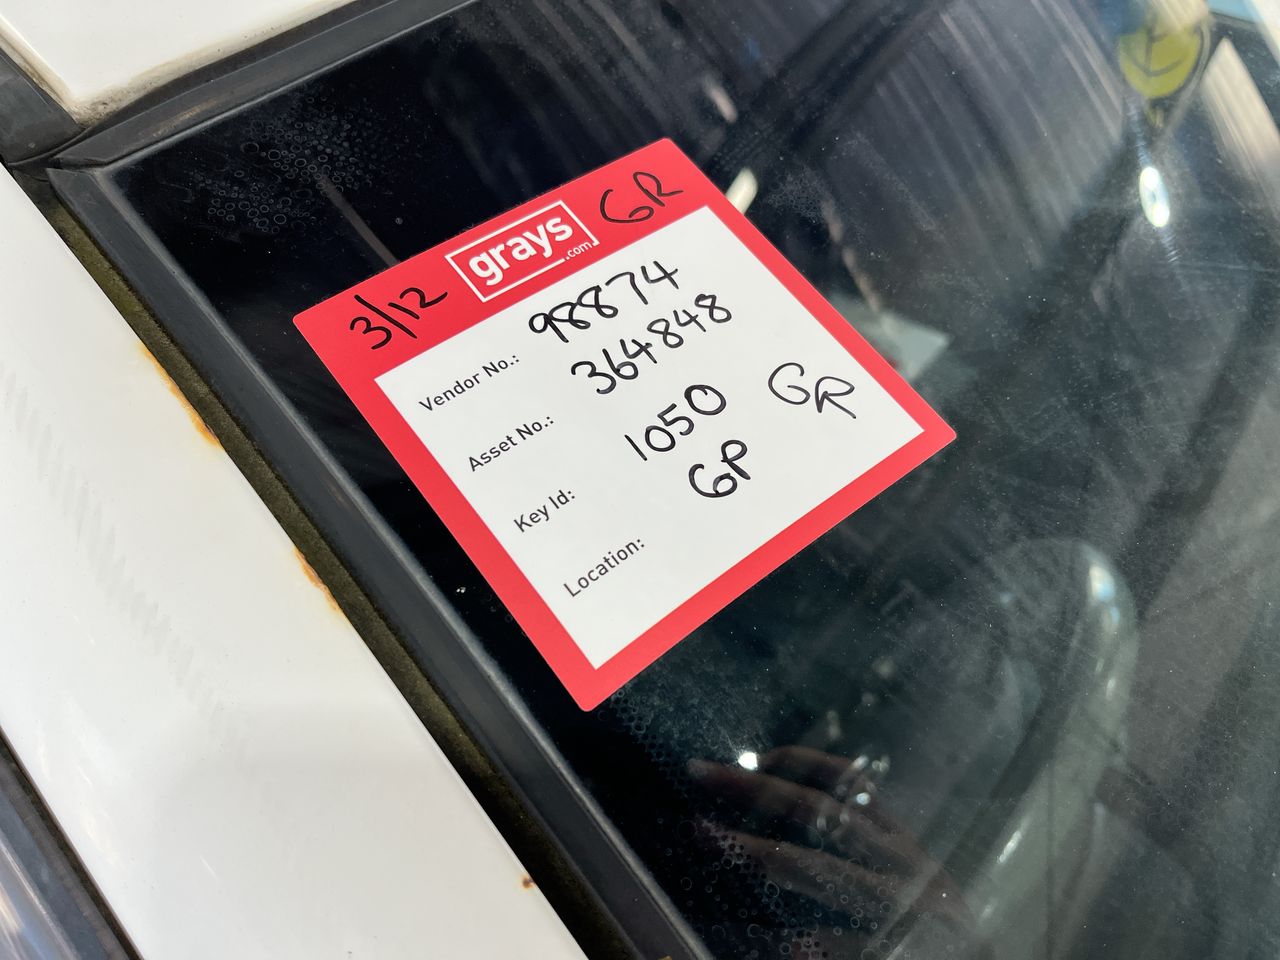 3/12 grays.com GR
Vendor No.: 98874
Asset No.: 364848
Key Id: 1050 GR
Location: GP